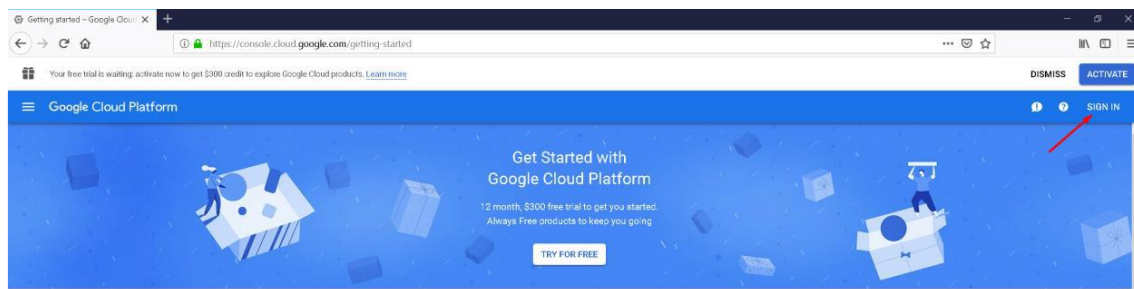 Getting started – Google Cloud
https://console.cloud.google.com/getting-started
Your free trial is waiting: activate now to get $300 credit to explore Google Cloud products. Learn more
DISMISS
ACTIVATE
Google Cloud Platform
SIGN IN
Get Started with
Google Cloud Platform
12 month, $300 free trial to get you started.
Always Free products to keep you going
TRY FOR FREE